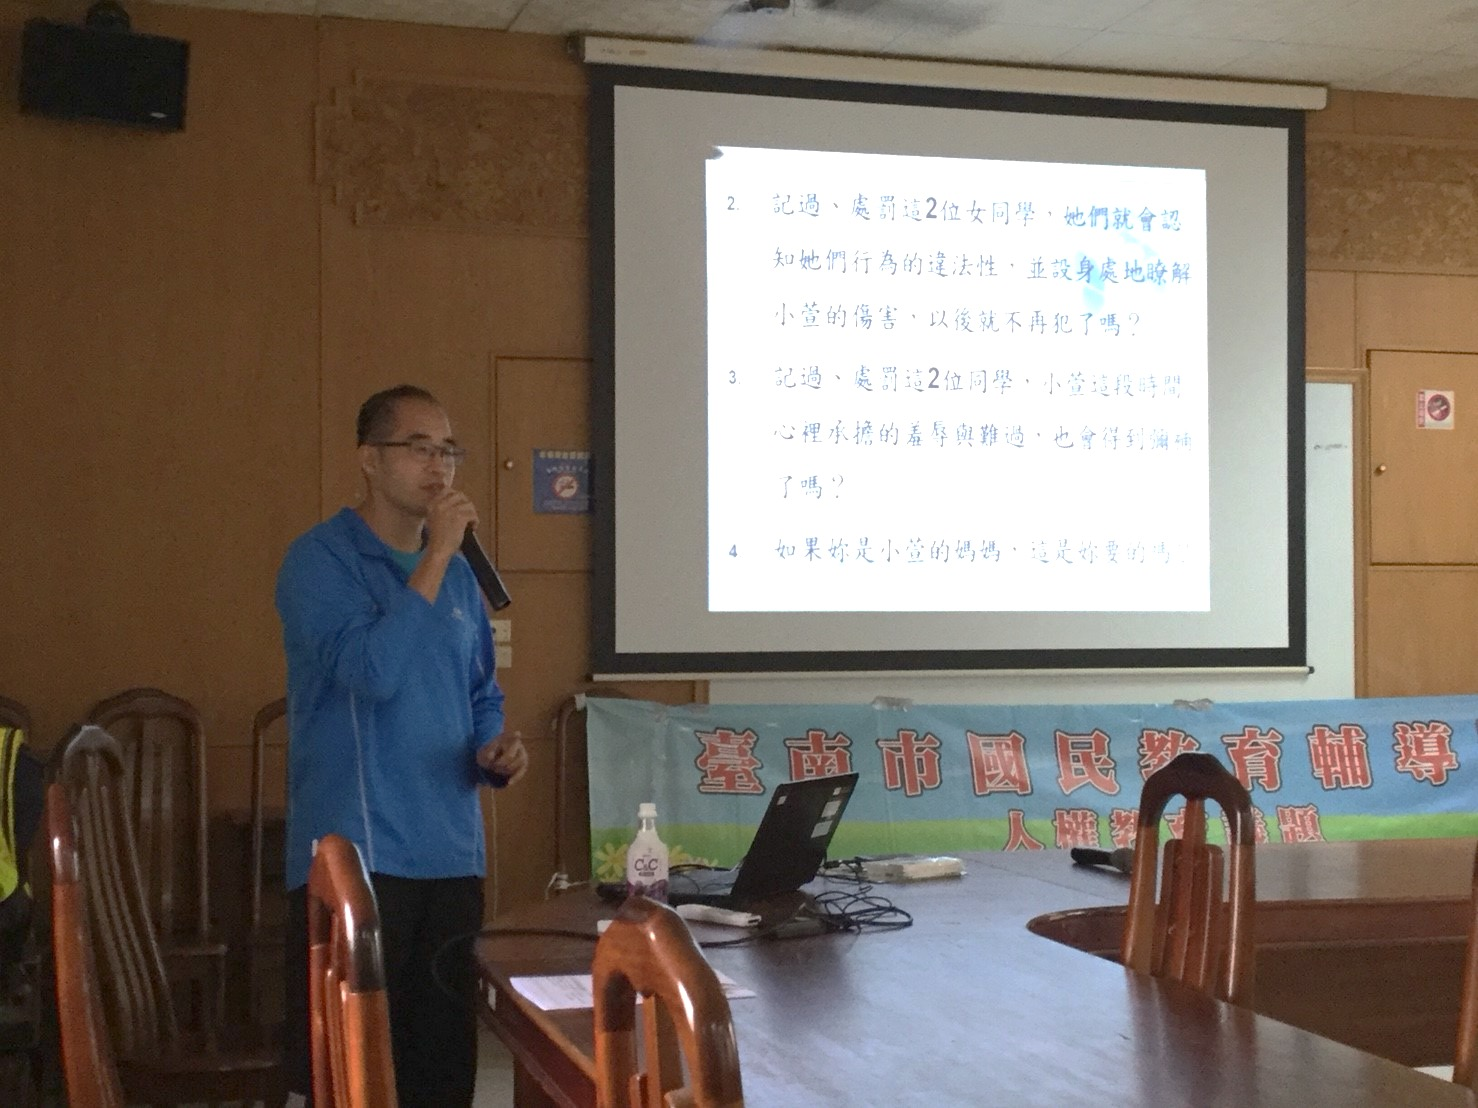 2. 記過、處罰這2位女同學，她們就會認
知她們行為的違法性，並設身處地瞭解
小萱的傷害，以後就不再犯了嗎？
3. 記過、處罰這2位同學，小萱這段時間
心裡承擔的羞辱與難過，也會得到彌補
了嗎？
4 如果妳是小萱的媽媽，這是妳要的嗎？
臺南市國民教育輔導
人權教育議題
C&C